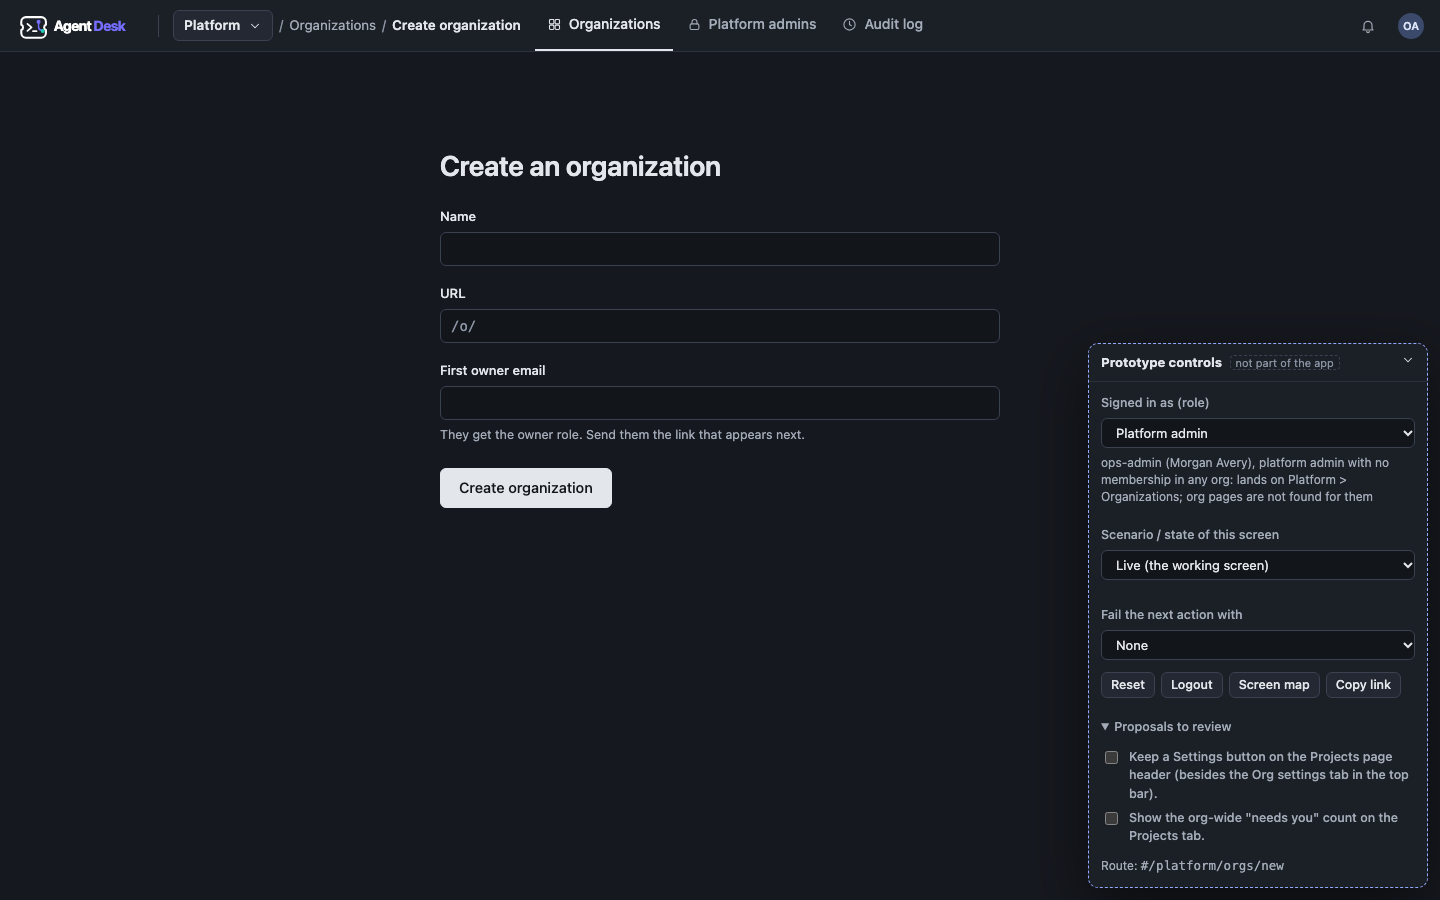 AgentDesk
Platform / Organizations / Create organization
Organizations
Platform admins
Audit log
OA
Create an organization
Name
URL
/o/
First owner email
They get the owner role. Send them the link that appears next.
Create organization
Prototype controls not part of the app
Signed in as (role)
Platform admin
ops-admin (Morgan Avery), platform admin with no
membership in any org: lands on Platform >
Organizations; org pages are not found for them
Scenario / state of this screen
Live (the working screen)
Fail the next action with
None
Reset Logout Screen map Copy link
▼ Proposals to review
Keep a Settings button on the Projects page
header (besides the Org settings tab in the top
bar).
Show the org-wide "needs you" count on the
Projects tab.
Route: #/platform/orgs/new